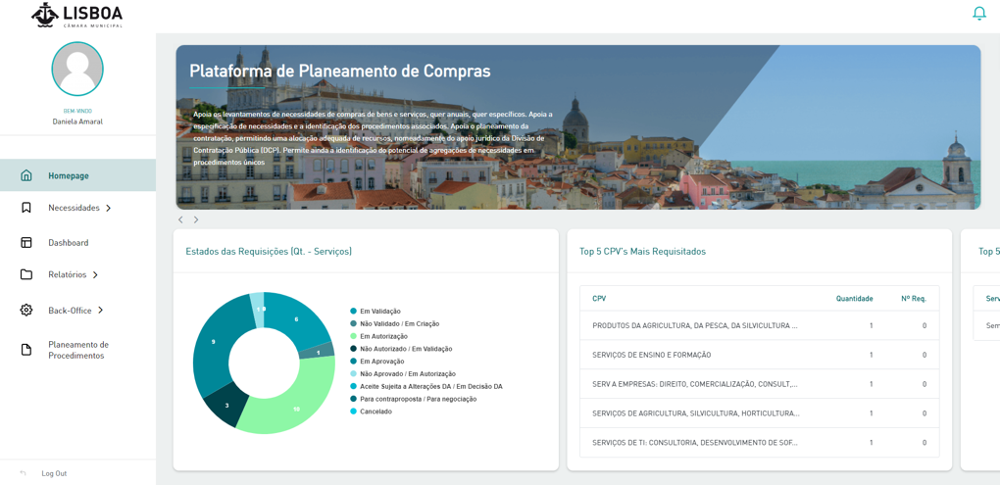 LISBOA
CÂMARA MUNICIPAL
BEM-VINDO
Daniela Amaral
Homepage
Necessidades
Dashboard
Relatórios
Back-Office
Planeamento de
Procedimentos
Log Out
Plataforma de Planeamento de Compras
Apoia os levantamentos de necessidades de compras de bens e serviços, quer anuais, quer específicos. Apoia a
especificação de necessidades e a identificação dos procedimentos associados. Apoia o planeamento da
contratação, permitindo uma alocação adequada de recursos, nomeadamente do apoio jurídico da Divisão de
Contratação Pública (DCP). Permite ainda a identificação do potencial de agregações de necessidades em
procedimentos únicos
Estados das Requisições (Qt. - Serviços)
6
1
3
9
Em Validação
Não Validado / Em Criação
Em Autorização
Não Autorizado / Em Validação
Em Aprovação
Não Aprovado / Em Autorização
Aceite Sujeita a Alterações DA / Em Decisão DA
Para contraproposta / Para negociação
Cancelado
Top 5 CPV's Mais Requisitados
CPV Quantidade Nº Req.
PRODUTOS DA AGRICULTURA, DA PESCA, DA SILVICULTURA ... 1 0
SERVIÇOS DE ENSINO E FORMAÇÃO 1 0
SERV A EMPRESAS: DIREITO, COMERCIALIZAÇÃO, CONSULT,... 1 0
SERVIÇOS DE AGRICULTURA, SILVICULTURA, HORTICULTURA... 1 0
SERVIÇOS DE TI: CONSULTORIA, DESENVOLVIMENTO DE SOF... 1 0
Top 5
Serv
Sem